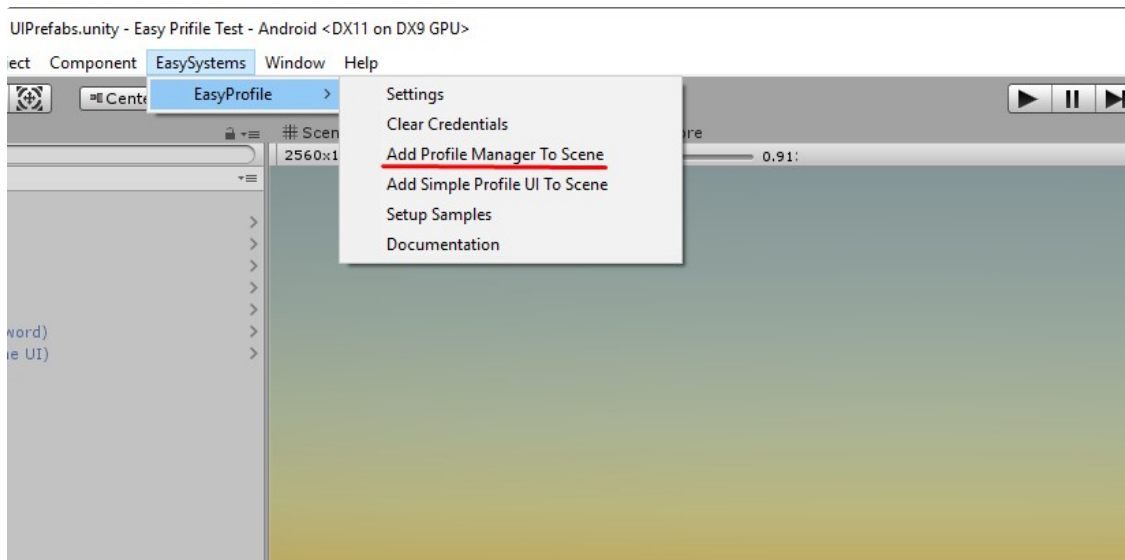 UIPrefabs.unity - Easy Prifile Test - Android <DX11 on DX9 GPU>
ect Component EasySystems Window Help
Cente EasyProfile > Settings
Clear Credentials
# Scen ore
2560x1 Add Profile Manager To Scene 0.91:
Add Simple Profile UI To Scene
Setup Samples
Documentation
word)
ne UI)